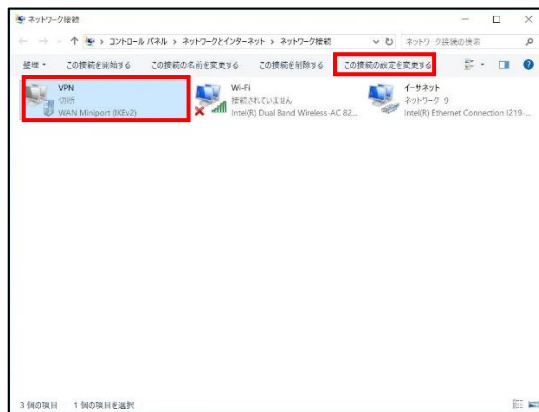 ネットワーク接続
コントロール パネル › ネットワークとインターネット › ネットワーク接続
ネットワーク接続の検索
整理 この接続を開始する この接続の名前を変更する この接続を削除する この接続の設定を変更する
VPN
切断
WAN Miniport (IKEv2)
Wi-Fi
接続されていません
Intel(R) Dual Band Wireless-AC 82...
イーサネット
ネットワーク 9
Intel(R) Ethernet Connection I219-...
3 個の項目 1 個の項目を選択